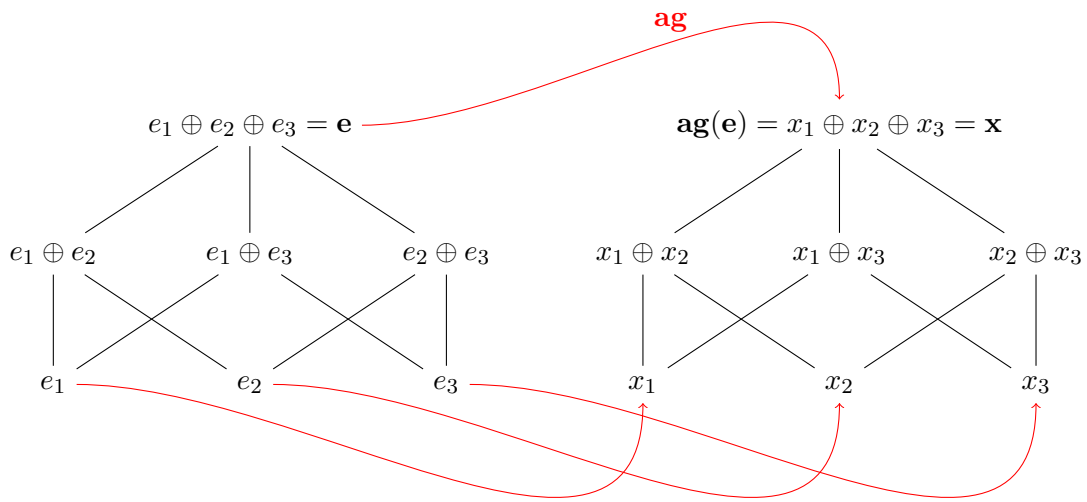 ag
e₁ ⊕ e₂ ⊕ e₃ = e
ag(e) = x₁ ⊕ x₂ ⊕ x₃ = x
e₁ ⊕ e₂ e₁ ⊕ e₃ e₂ ⊕ e₃ x₁ ⊕ x₂ x₁ ⊕ x₃ x₂ ⊕ x₃
e₁ e₂ e₃ x₁ x₂ x₃